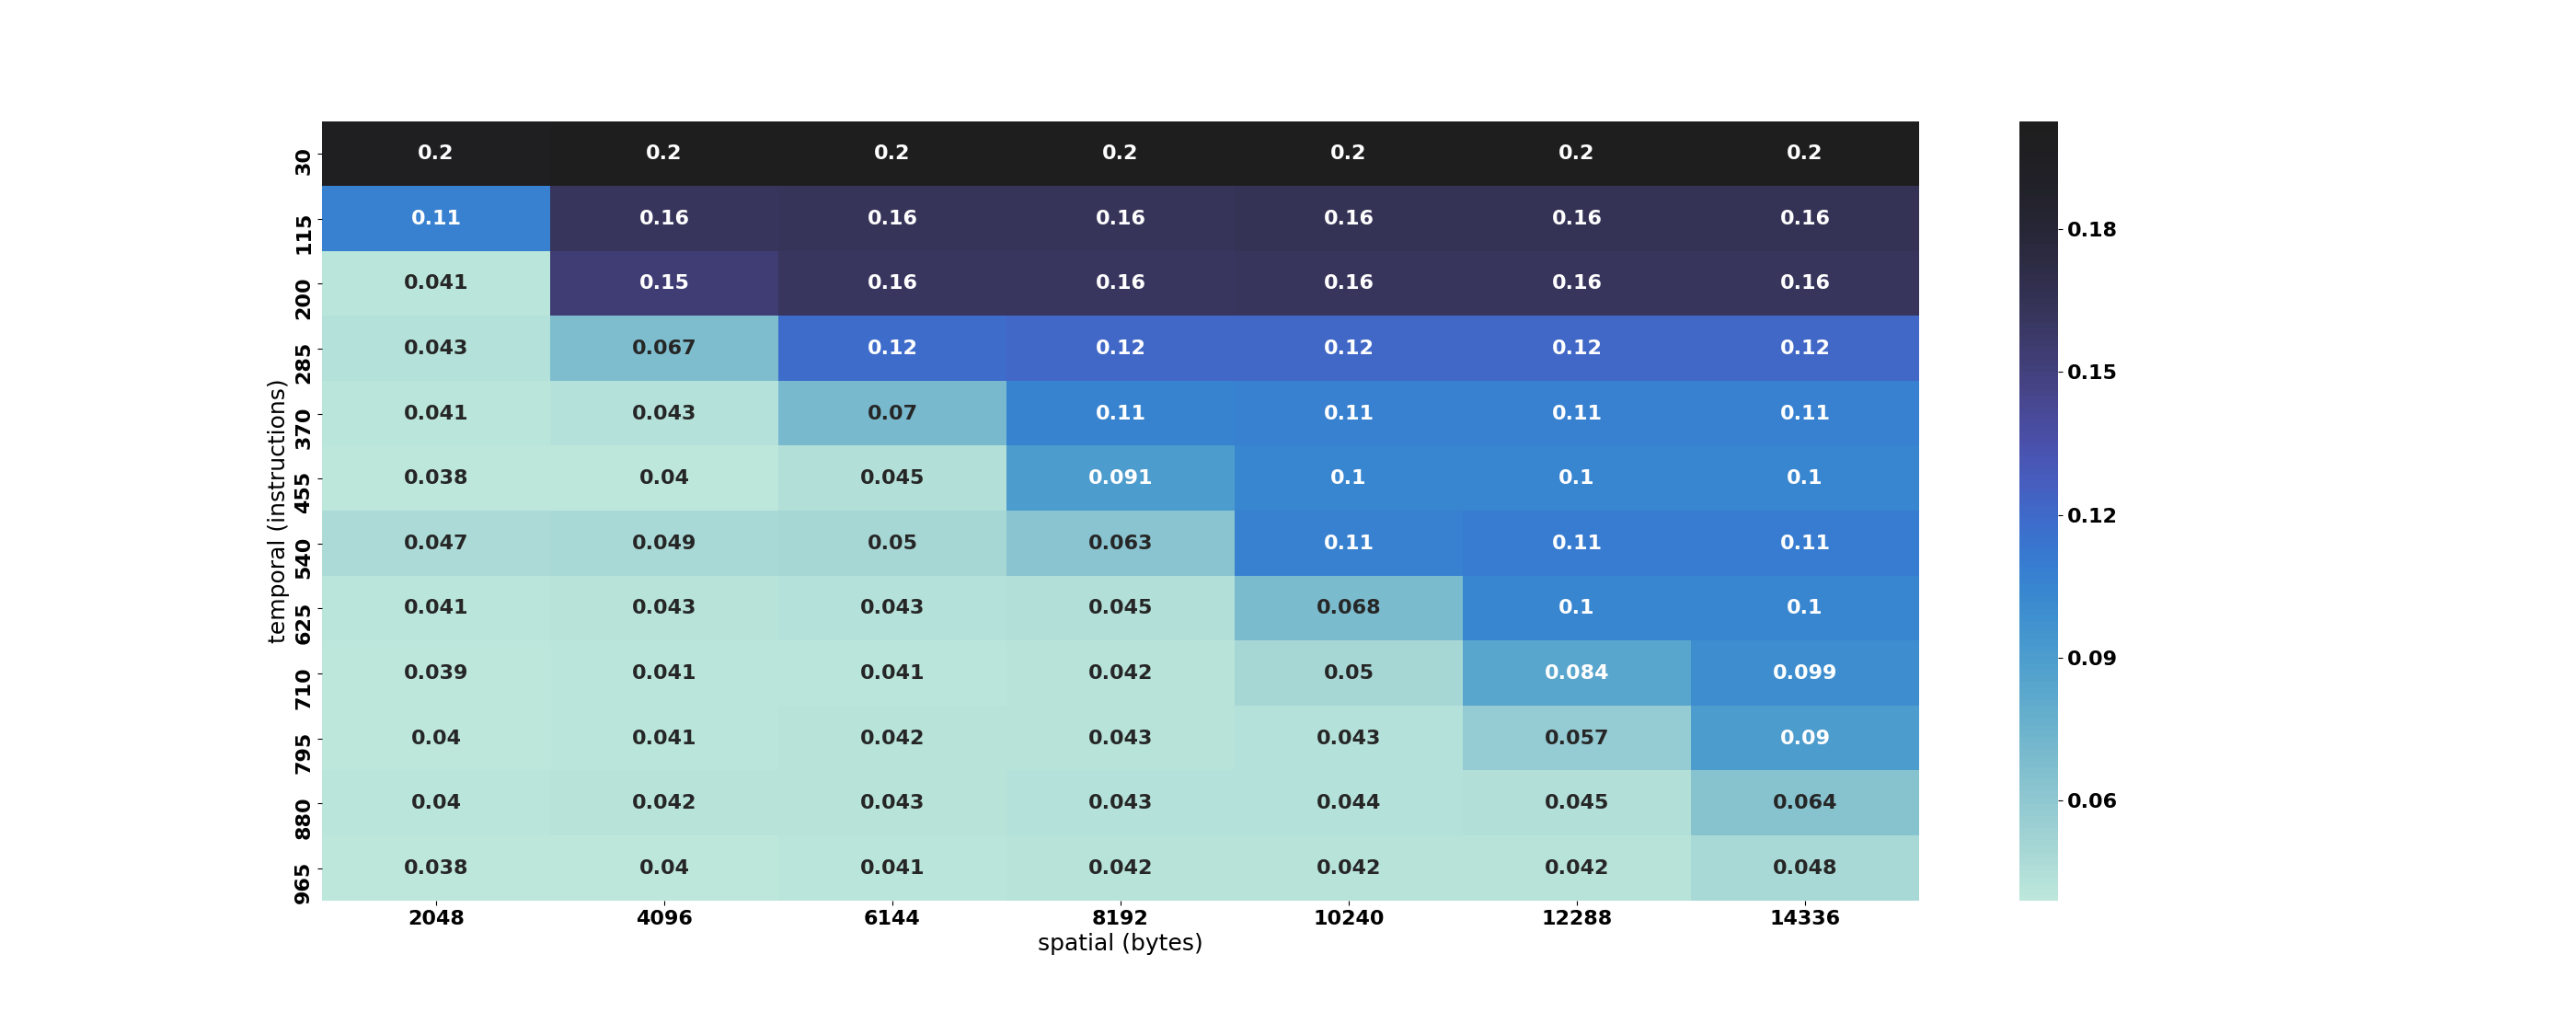 30 0.2 0.2 0.2 0.2 0.2 0.2 0.2
115 0.11 0.16 0.16 0.16 0.16 0.16 0.16
200 0.041 0.15 0.16 0.16 0.16 0.16 0.16
285 0.043 0.067 0.12 0.12 0.12 0.12 0.12
370 0.041 0.043 0.07 0.11 0.11 0.11 0.11
455 0.038 0.04 0.045 0.091 0.1 0.1 0.1
540 0.047 0.049 0.05 0.063 0.11 0.11 0.11
625 0.041 0.043 0.043 0.045 0.068 0.1 0.1
710 0.039 0.041 0.041 0.042 0.05 0.084 0.099
795 0.04 0.041 0.042 0.043 0.043 0.057 0.09
880 0.04 0.042 0.043 0.043 0.044 0.045 0.064
965 0.038 0.04 0.041 0.042 0.042 0.042 0.048
2048 4096 6144 8192 10240 12288 14336
spatial (bytes)
temporal (instructions)
0.18
0.15
0.12
0.09
0.06